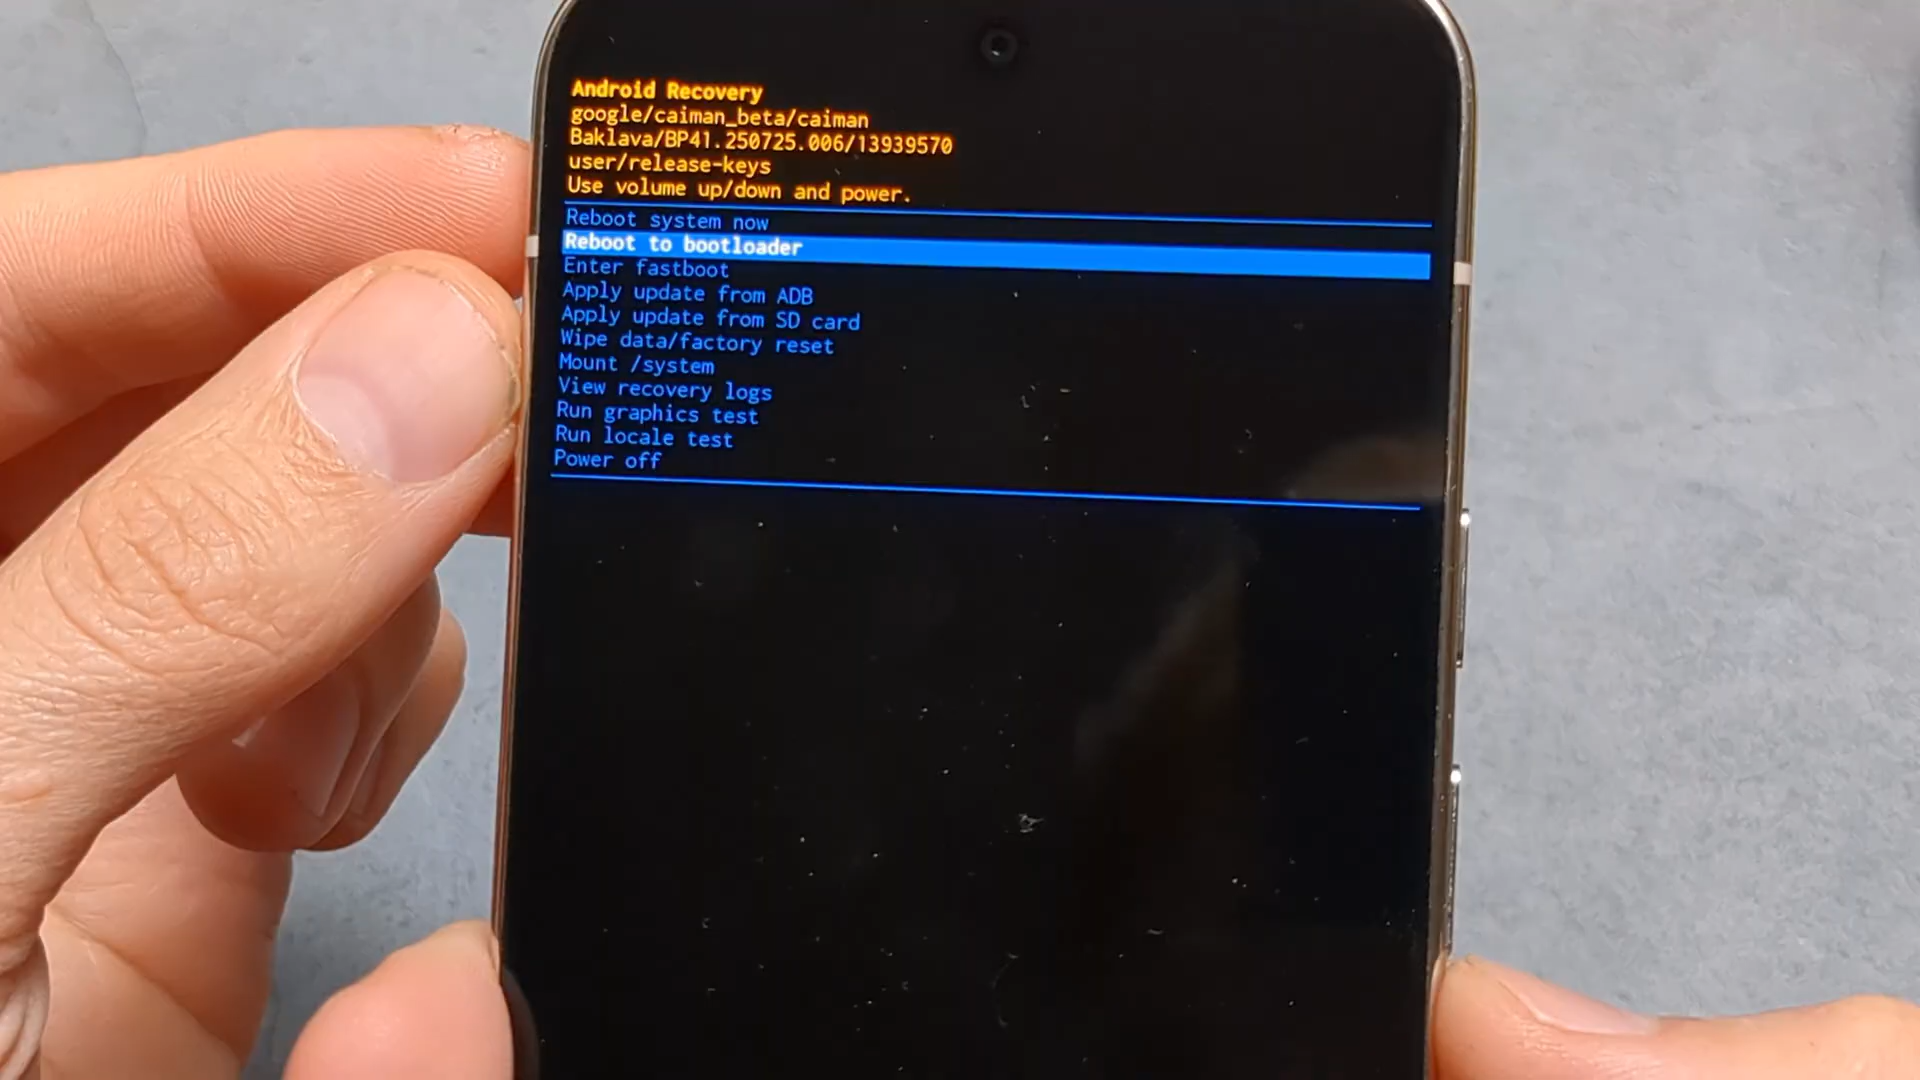 Android Recovery
google/caiman_beta/caiman
Baklava/BP41.250725.006/13939570
user/release-keys
Use volume up/down and power.
Reboot system now
Reboot to bootloader
Enter fastboot
Apply update from ADB
Apply update from SD card
Wipe data/factory reset
Mount /system
View recovery logs
Run graphics test
Run locale test
Power off